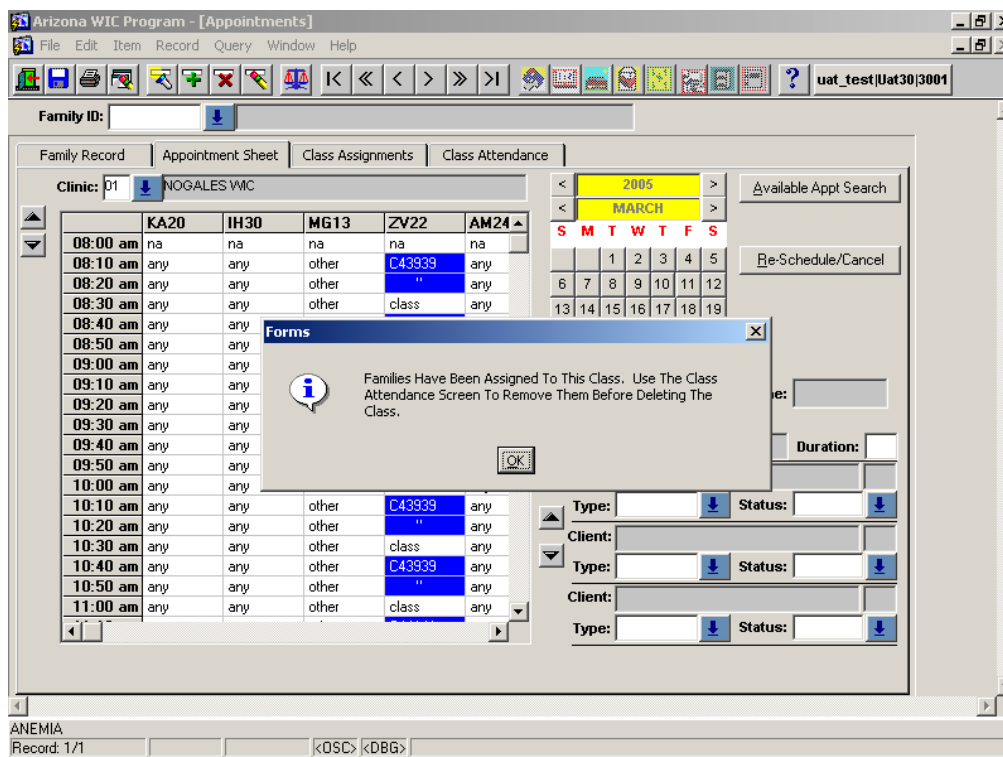 Arizona WIC Program - [Appointments]
File Edit Item Record Query Window Help
uat_test|Uat30|3001
Family ID:
Family Record Appointment Sheet Class Assignments Class Attendance
Clinic: 01 NOGALES WIC
< 2005 >
Available Appt Search
< MARCH >
S M T W T F S
1 2 3 4 5
Re-Schedule/Cancel
6 7 8 9 10 11 12
13 14 15 16 17 18 19
KA20 IH30 MG13 ZV22 AM24
08:00 am na na na na na
08:10 am any any other C43939 any
08:20 am any any other " any
08:30 am any any other class any
08:40 am any any
08:50 am any any
09:00 am any any
09:10 am any any
09:20 am any any
09:30 am any any
09:40 am any any
09:50 am any any
10:00 am any any
10:10 am any any other C43939 any
10:20 am any any other " any
10:30 am any any other class any
10:40 am any any other C43939 any
10:50 am any any other " any
11:00 am any any other class any
Forms
Families Have Been Assigned To This Class. Use The Class
Attendance Screen To Remove Them Before Deleting The
Class.
OK
Duration:
Type: Status:
Client:
Type: Status:
Client:
Type: Status:
ANEMIA
Record: 1/1 <OSC> <DBG>